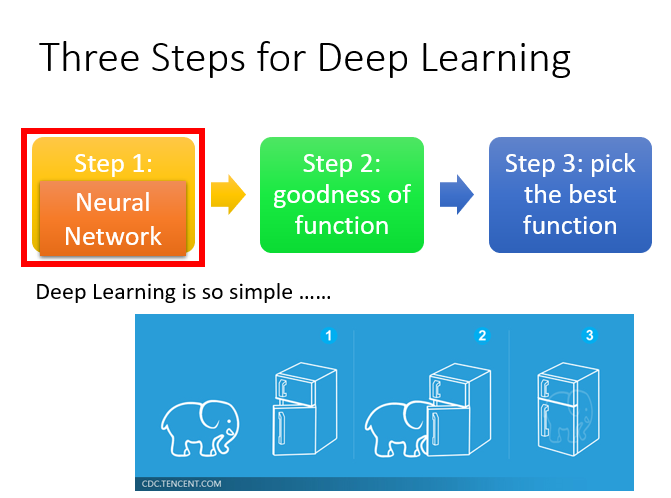 Three Steps for Deep Learning
Step 1:
Neural
Network
Step 2:
goodness of
function
Step 3: pick
the best
function
Deep Learning is so simple ……
1
2
3
CDC.TENCENT.COM